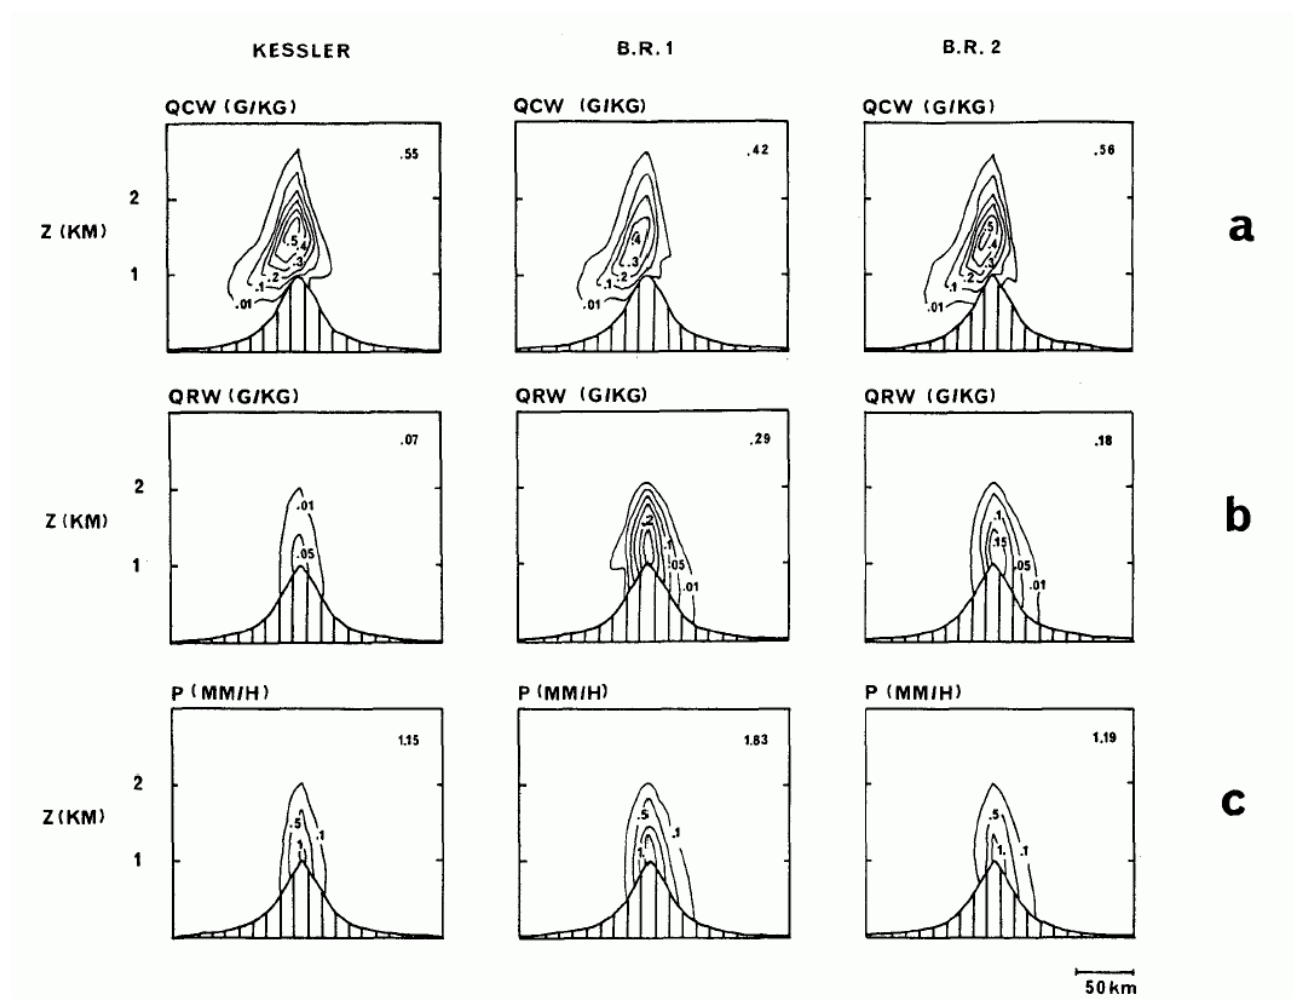 KESSLER B.R. 1 B.R. 2
QCW (G/KG) QCW (G/KG) QCW (G/KG)
.55 .42 .56
2
Z (KM) a
.5 .4 .3 .2 .1 .01
.4 .3 .2 .1 .01
.5 .4 .3 .2 .1 .01
1
QRW (G/KG) QRW (G/KG) QRW (G/KG)
.07 .29 .18
2
Z (KM) b
.01 .05
.2 .1 .05 .01
.1 .15 .05 .01
1
P (MM/H) P (MM/H) P (MM/H)
1.15 1.83 1.19
2
Z (KM) c
.5 .1 1.
.5 .1 1.
.5 1. .1
1
50 km